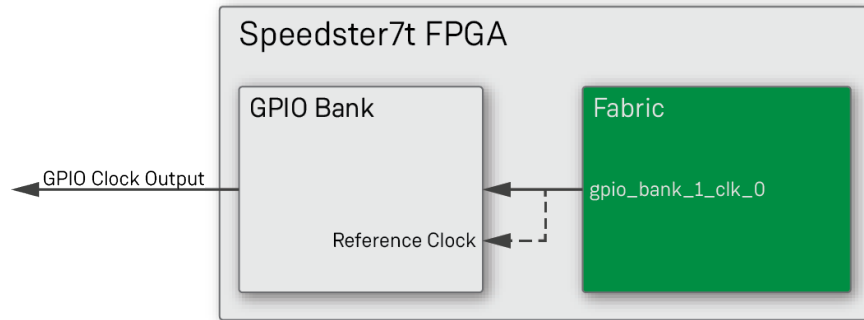 Speedster7t FPGA
GPIO Bank
Fabric
GPIO Clock Output
gpio_bank_1_clk_0
Reference Clock